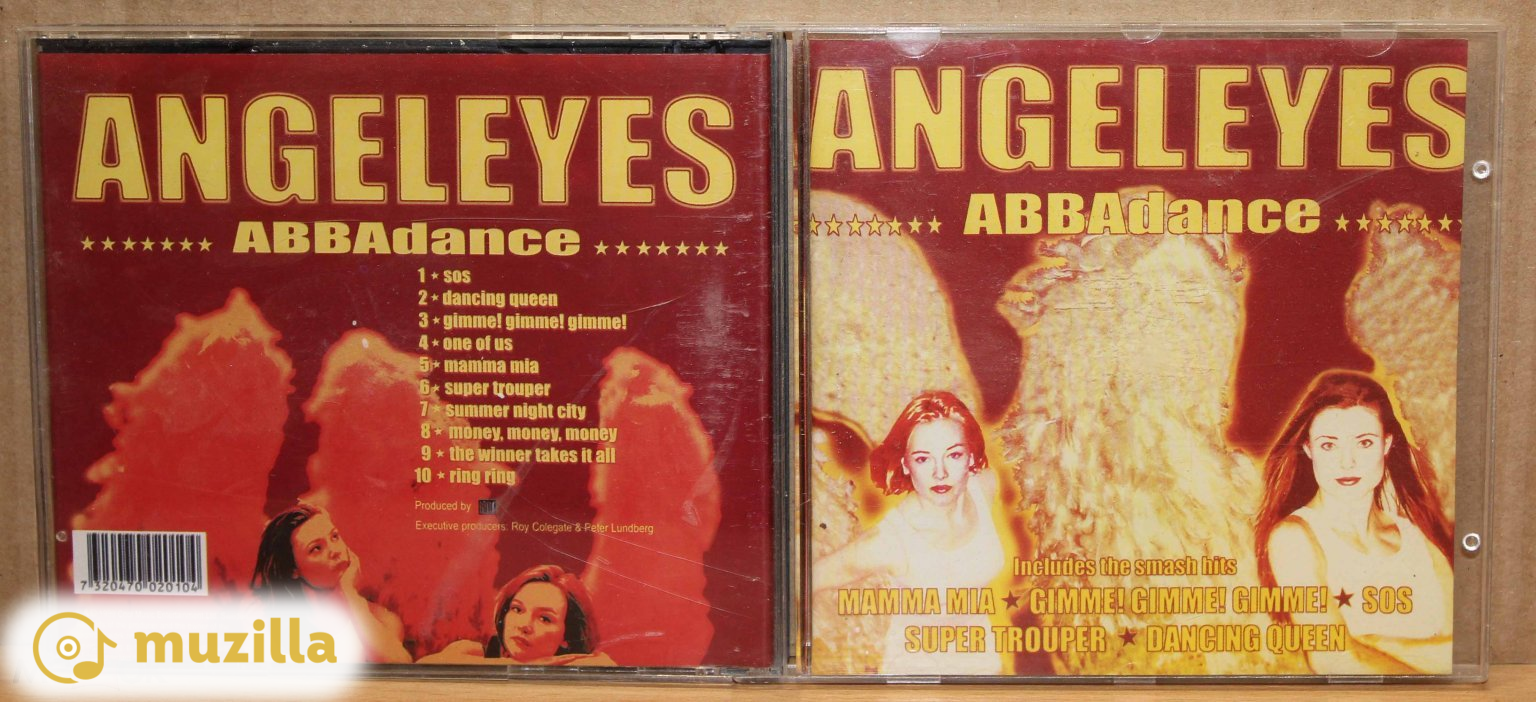 ANGELEYES
★★★★★★★ ABBAdance ★★★★★★★
1 ★ sos
2 ★ dancing queen
3 ★ gimme! gimme! gimme!
4 ★ one of us
5 ★ mamma mia
6 ★ super trouper
7 ★ summer night city
8 ★ money, money, money
9 ★ the winner takes it all
10 ★ ring ring
Produced by
Executive producers: Roy Colegate & Peter Lundberg
7 320470 020104
muzilla
ANGELEYES
★★★★★★★ ABBAdance ★★★★★★★
Includes the smash hits
MAMMA MIA ★ GIMME! GIMME! GIMME! ★ SOS
SUPER TROUPER ★ DANCING QUEEN